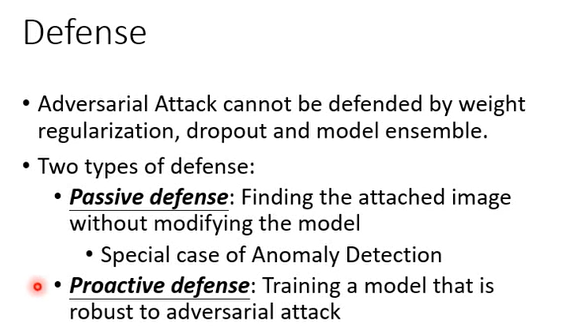 Defense
• Adversarial Attack cannot be defended by weight
regularization, dropout and model ensemble.
• Two types of defense:
• Passive defense: Finding the attached image
without modifying the model
• Special case of Anomaly Detection
• Proactive defense: Training a model that is
robust to adversarial attack